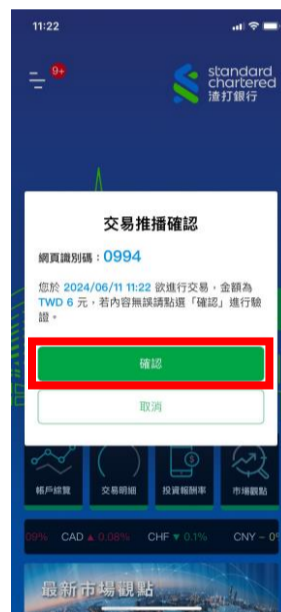 11:22
9+
standard
chartered
渣打銀行
交易推播確認
網頁識別碼：0994
您於 2024/06/11 11:22 欲進行交易，金額為
TWD 6 元，若內容無誤請點選「確認」進行驗
證。
確認
取消
帳戶總覽
交易明細
投資報酬率
市場觀點
09% CAD ▲ 0.08% CHF ▼ 0.1% CNY – 0%
最新市場觀點